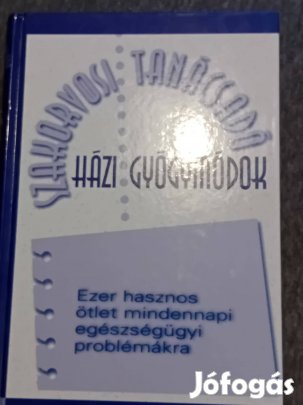 SZAKORVOSI TANÁCSADÓ
HÁZI GYÓGYMÓDOK
Ezer hasznos
ötlet mindennapi
egészségügyi
problémákra
Jófogás